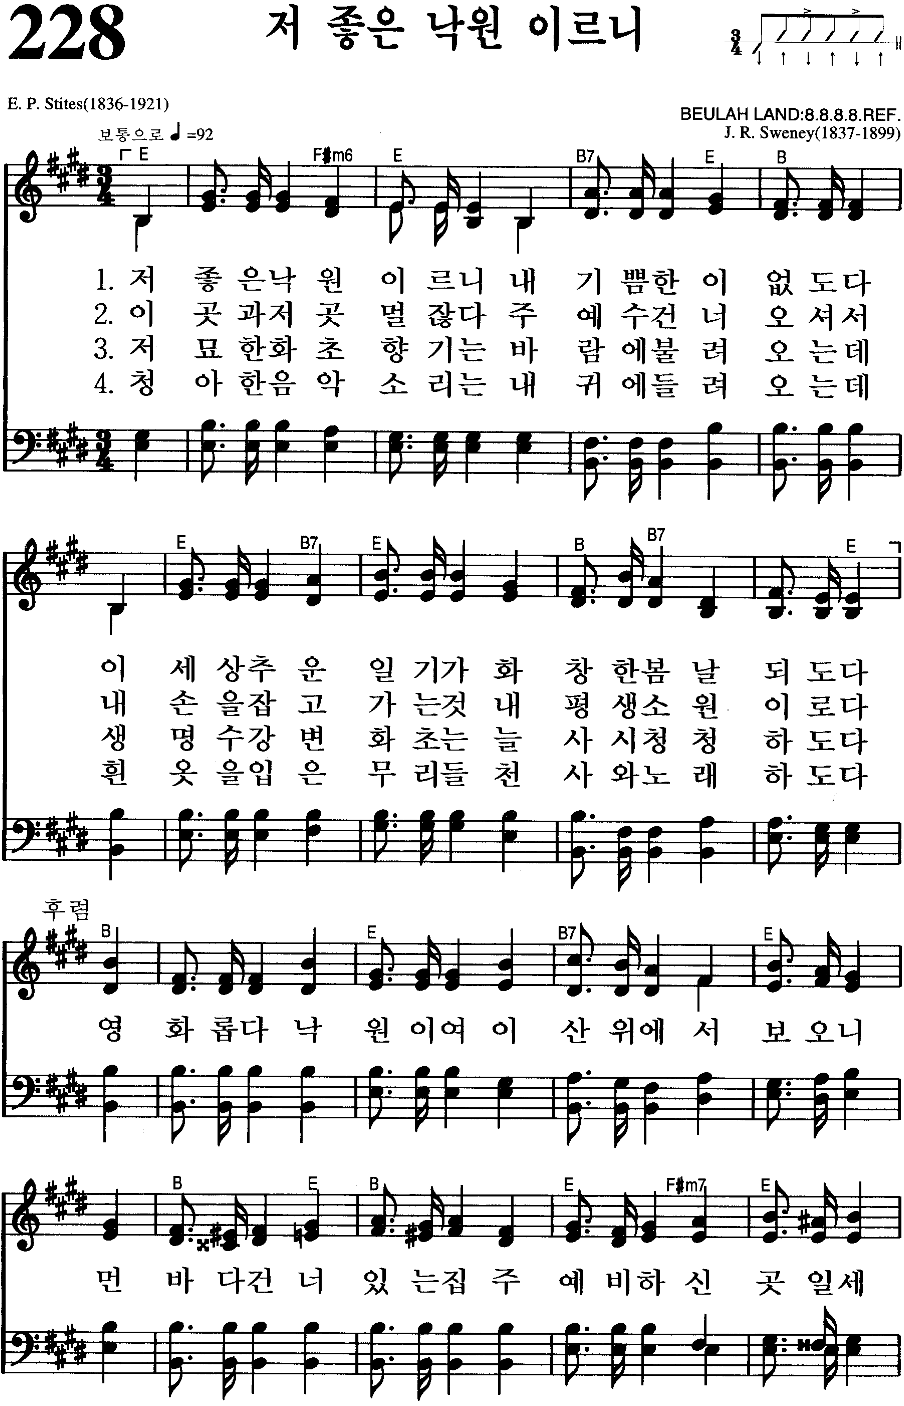 228 저 좋은 낙원 이르니
E. P. Stites(1836-1921)
BEULAH LAND:8.8.8.8.REF.
보통으로 ♩=92 J. R. Sweney(1837-1899)
E F#m6 E B7 E B
1. 저 좋 은낙 원 이 르니 내 기 쁨한 이 없 도다
2. 이 곳 과저 곳 멀 잖다 주 예 수건 너 오 셔서
3. 저 묘 한화 초 향 기는 바 람 에불 려 오 는데
4. 청 아 한음 악 소 리는 내 귀 에들 려 오 는데
E B7 E B B7 E
이 세 상추 운 일 기가 화 창 한봄 날 되 도다
내 손 을잡 고 가 는것 내 평 생소 원 이 로다
생 명 수강 변 화 초는 늘 사 시청 청 하 도다
흰 옷 을입 은 무 리들 천 사 와노 래 하 도다
후렴
B E B7 E
영 화 롭다 낙 원 이여 이 산 위에 서 보 오니
B E B E F#m7 E
먼 바 다건 너 있 는집 주 예 비하 신 곳 일세